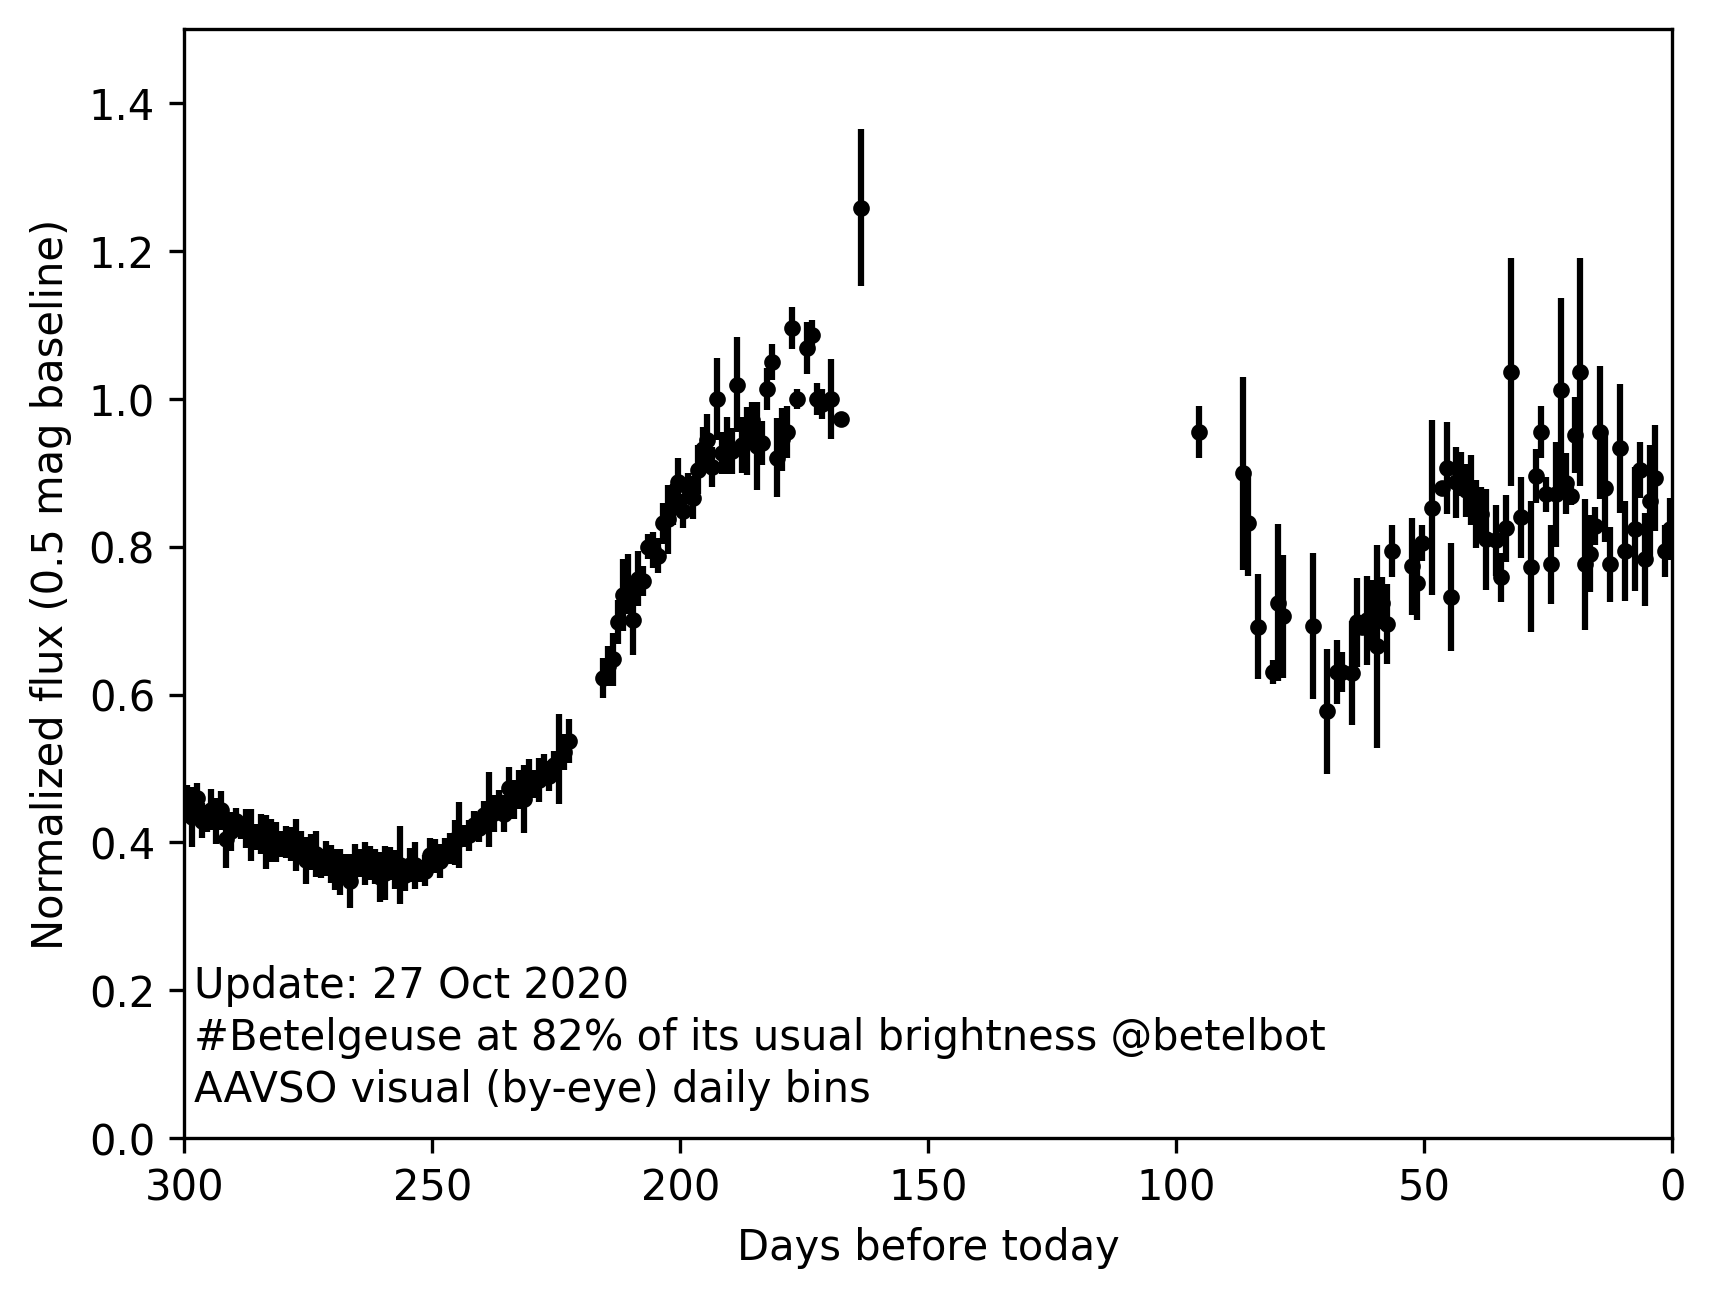 1.4
1.2
1.0
0.8
0.6
0.4
0.2
0.0
Normalized flux (0.5 mag baseline)
Update: 27 Oct 2020
#Betelgeuse at 82% of its usual brightness @betelbot
AAVSO visual (by-eye) daily bins
300 250 200 150 100 50 0
Days before today